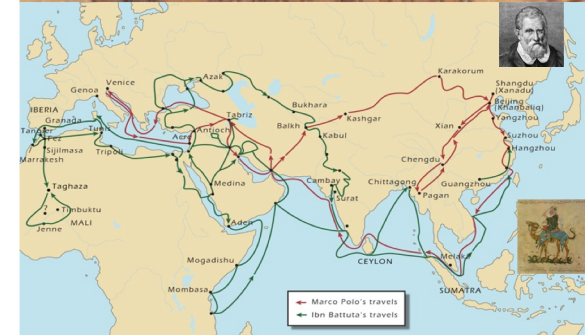 Venice
Genoa
IBERIA
Granada
Tangier
Fez
Sijilmasa
Marrakesh
Tunis
Tripoli
Taghaza
?
Timbuktu
MALI
Jenne
Azak
Tabriz
Antioch
Acre
Medina
Aden
Mogadishu
Mombasa
Bukhara
Balkh
Kashgar
Kabul
Cambay
Surat
CEYLON
Karakorum
Shangdu
(Xanadu)
Beijing
(Khanbaliq)
Yangzhou
Xian
Suzhou
Hangzhou
Chengdu
Chittagong
Guangzhou
Pagan
Melaka
SUMATRA
Marco Polo's travels
Ibn Battuta's travels